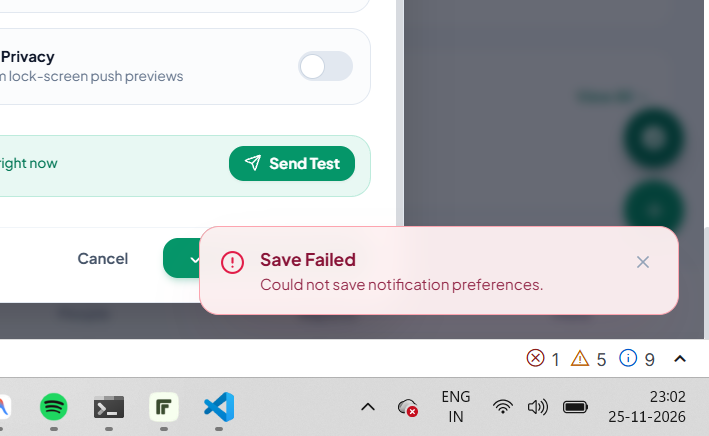 Privacy
lock-screen push previews
right now
Send Test
Cancel
Save Failed
Could not save notification preferences.
1 5 9
ENG
IN
23:02
25-11-2026